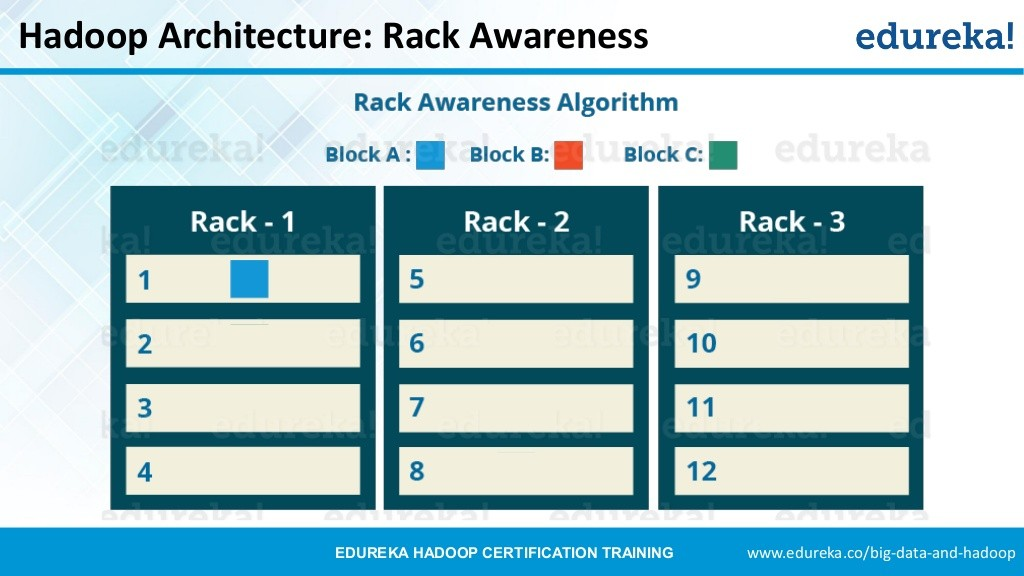 Hadoop Architecture: Rack Awareness
edureka!
Rack Awareness Algorithm
Block A :
Block B:
Block C:
Rack - 1
Rack - 2
Rack - 3
1
2
3
4
5
6
7
8
9
10
11
12
EDUREKA HADOOP CERTIFICATION TRAINING
www.edureka.co/big-data-and-hadoop